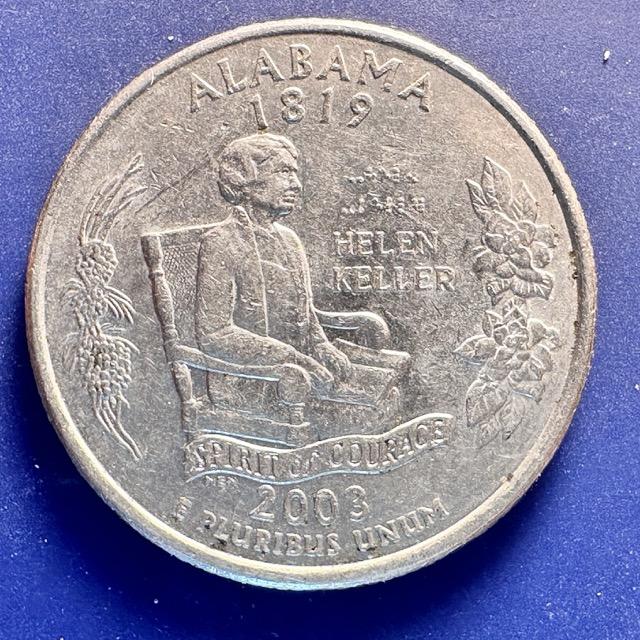 ALABAMA
1819
HELEN
KELLER
SPIRIT of COURAGE
2003
E PLURIBUS UNUM